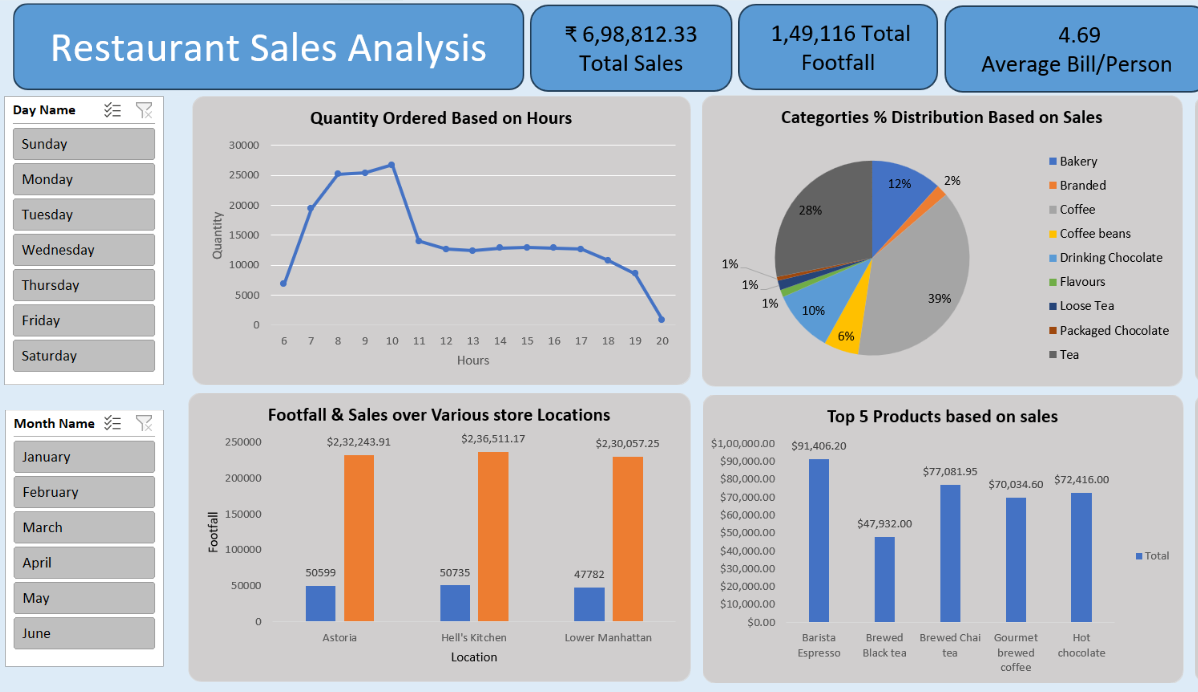 Restaurant Sales Analysis
₹ 6,98,812.33
Total Sales
1,49,116 Total
Footfall
4.69
Average Bill/Person
Day Name
Sunday
Monday
Tuesday
Wednesday
Thursday
Friday
Saturday
Month Name
January
February
March
April
May
June
Quantity Ordered Based on Hours
30000
25000
20000
15000
10000
5000
0
Quantity
6 7 8 9 10 11 12 13 14 15 16 17 18 19 20
Hours
Categorties % Distribution Based on Sales
12%
2%
39%
6%
10%
1%
1%
1%
28%
Bakery
Branded
Coffee
Coffee beans
Drinking Chocolate
Flavours
Loose Tea
Packaged Chocolate
Tea
Footfall & Sales over Various store Locations
250000
200000
150000
100000
50000
0
Footfall
$2,32,243.91
$2,36,511.17
$2,30,057.25
50599
50735
47782
Astoria
Hell's Kitchen
Lower Manhattan
Location
Top 5 Products based on sales
$1,00,000.00
$90,000.00
$80,000.00
$70,000.00
$60,000.00
$50,000.00
$40,000.00
$30,000.00
$20,000.00
$10,000.00
$0.00
$91,406.20
$47,932.00
$77,081.95
$70,034.60
$72,416.00
Barista
Espresso
Brewed
Black tea
Brewed Chai
tea
Gourmet
brewed
coffee
Hot
chocolate
Total